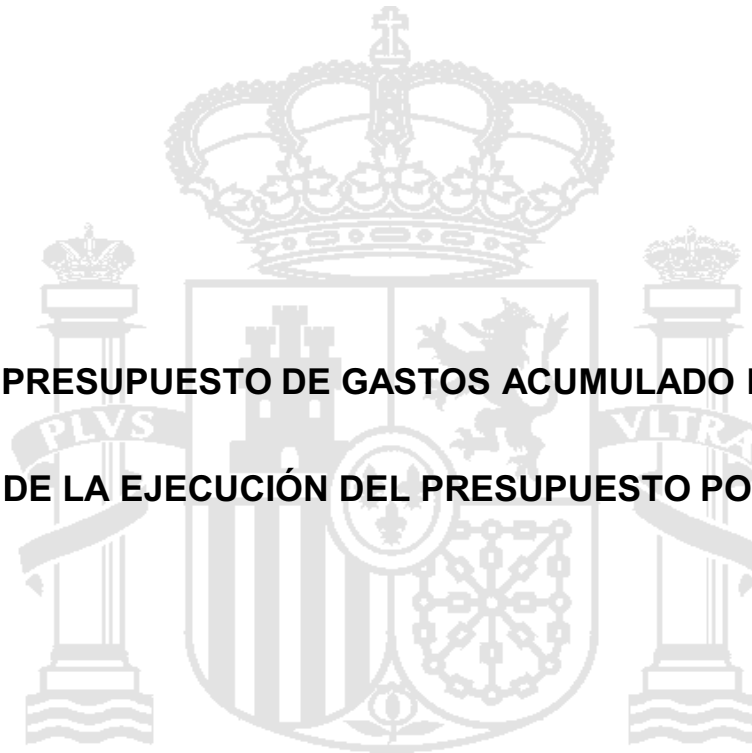 PRESUPUESTO DE GASTOS ACUMULADO
PLVS VLTRA
DE LA EJECUCIÓN DEL PRESUPUESTO PO